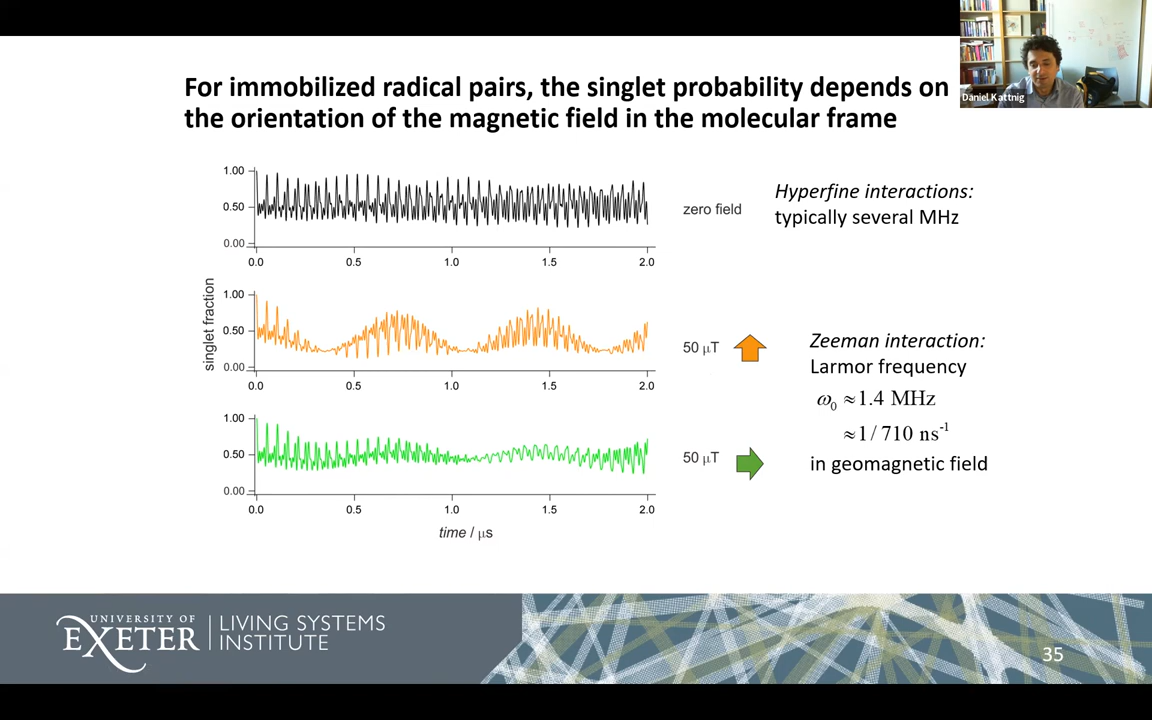 Daniel Kattnig
For immobilized radical pairs, the singlet probability depends on
the orientation of the magnetic field in the molecular frame
singlet fraction
1.00
0.50
0.00
0.0 0.5 1.0 1.5 2.0
zero field
Hyperfine interactions:
typically several MHz
1.00
0.50
0.00
0.0 0.5 1.0 1.5 2.0
50 μT
Zeeman interaction:
Larmor frequency
ω₀ ≈1.4 MHz
≈1/ 710 ns⁻¹
in geomagnetic field
1.00
0.50
0.00
0.0 0.5 1.0 1.5 2.0
50 μT
time / μs
UNIVERSITY OF
EXETER
LIVING SYSTEMS
INSTITUTE
35